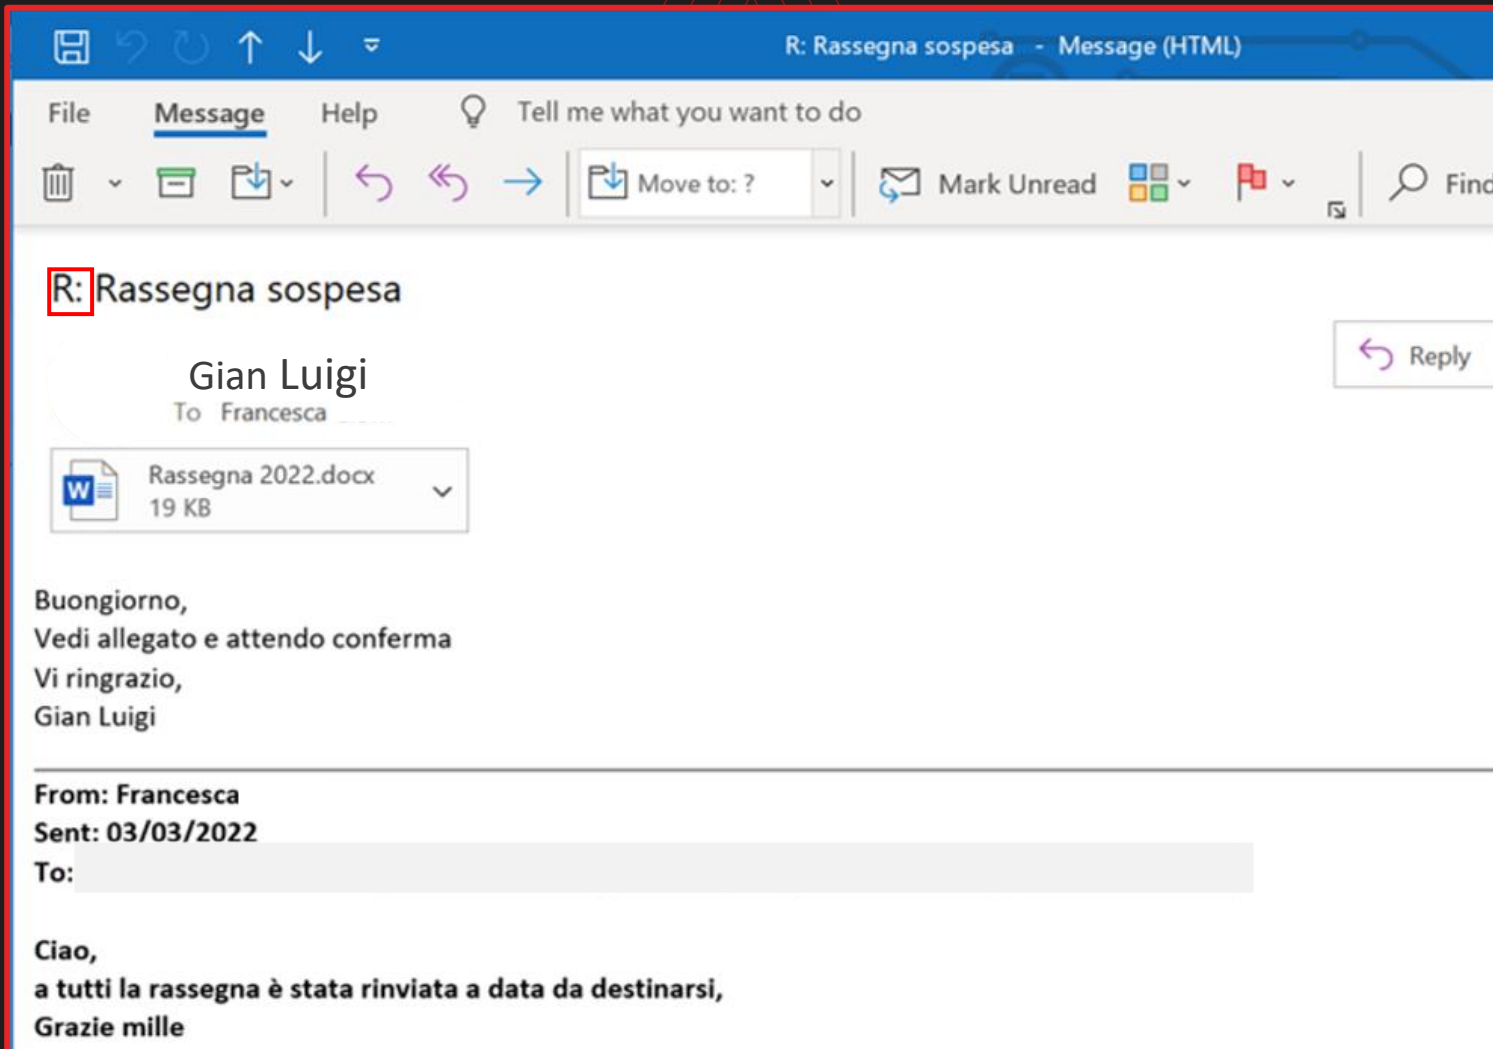 R: Rassegna sospesa - Message (HTML)
File Message Help Tell me what you want to do
Move to: ? Mark Unread Find
R: Rassegna sospesa
Reply
Gian Luigi
To Francesca
W
Rassegna 2022.docx
19 KB
Buongiorno,
Vedi allegato e attendo conferma
Vi ringrazio,
Gian Luigi
From: Francesca
Sent: 03/03/2022
To:
Ciao,
a tutti la rassegna è stata rinviata a data da destinarsi,
Grazie mille